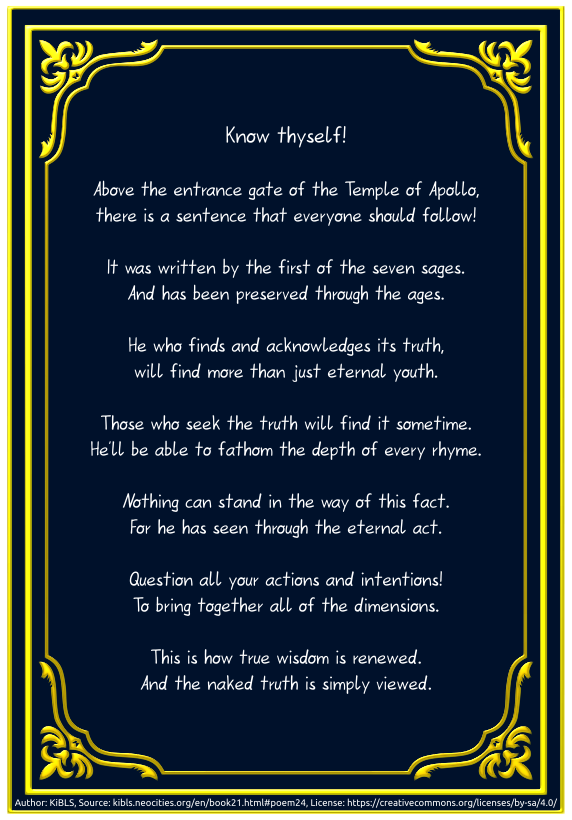 Know thyself!
Above the entrance gate of the Temple of Apollo,
there is a sentence that everyone should follow!
It was written by the first of the seven sages.
And has been preserved through the ages.
He who finds and acknowledges its truth,
will find more than just eternal youth.
Those who seek the truth will find it sometime.
He'll be able to fathom the depth of every rhyme.
Nothing can stand in the way of this fact.
For he has seen through the eternal act.
Question all your actions and intentions!
To bring together all of the dimensions.
This is how true wisdom is renewed.
And the naked truth is simply viewed.
Author: KiBLS, Source: kibls.neocities.org/en/book21.html#poem24, License: https://creativecommons.org/licenses/by-sa/4.0/